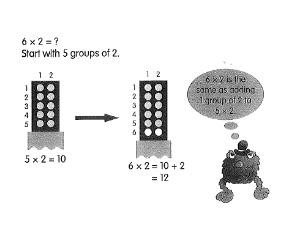 6 × 2 = ?
Start with 5 groups of 2.
1 2
1
2
3
4
5
5 × 2 = 10
1 2
1
2
3
4
5
6
6 × 2 = 10 + 2
= 12
6 × 2 is the
same as adding
1 group of 2 to
5 × 2.